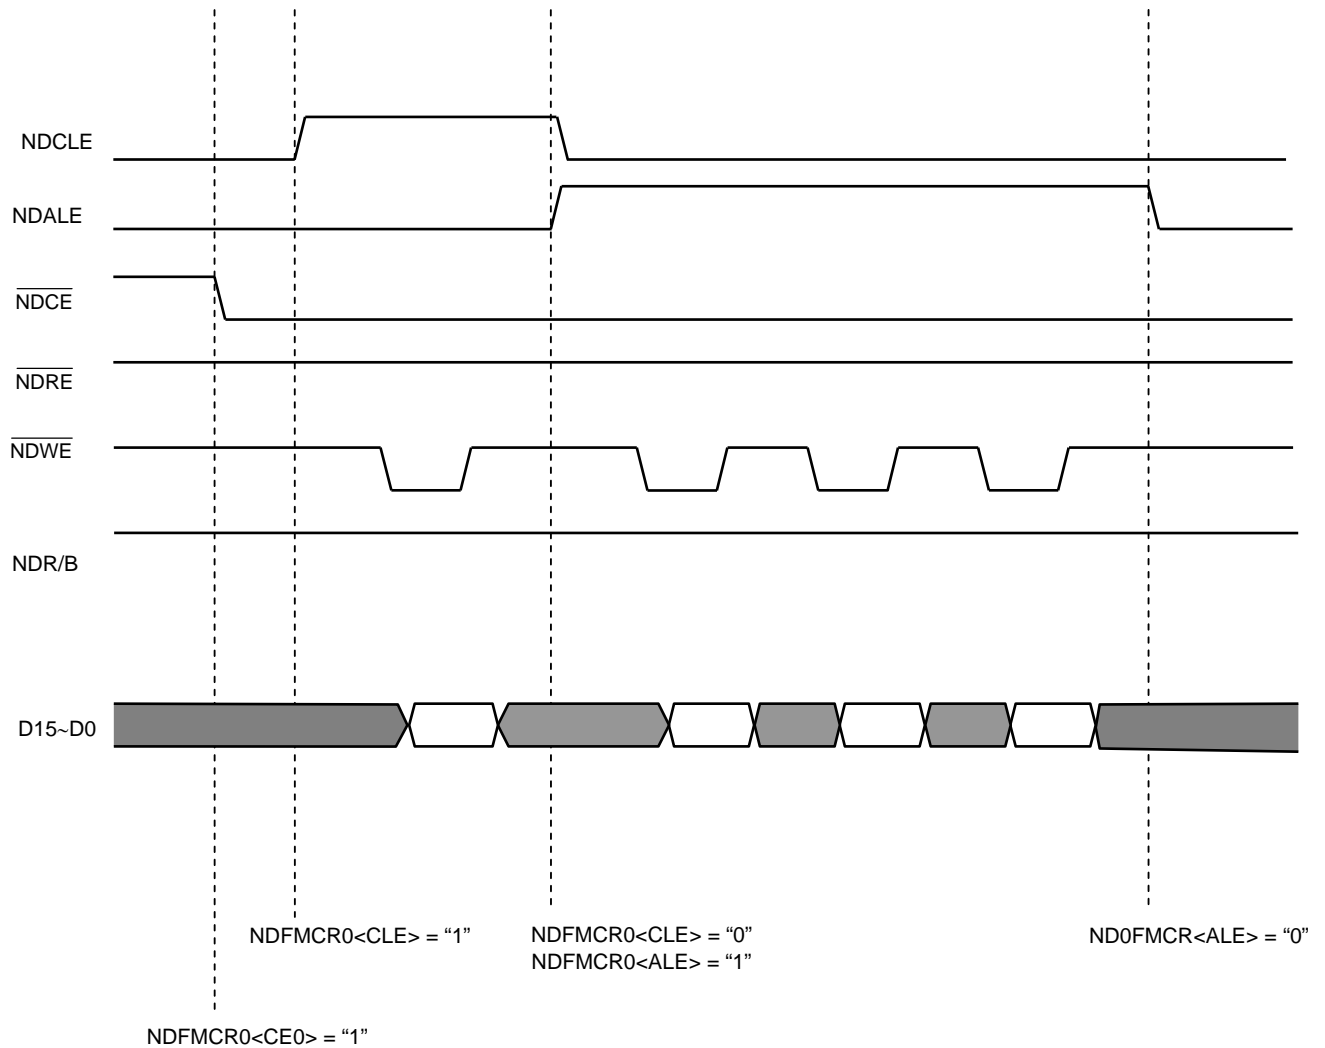 NDCLE
NDALE
NDCE
NDRE
NDWE
NDR/B
D15~D0
NDFMCR0<CLE> = “1”
NDFMCR0<CLE> = “0”
NDFMCR0<ALE> = “1”
ND0FMCR<ALE> = “0”
NDFMCR0<CE0> = “1”